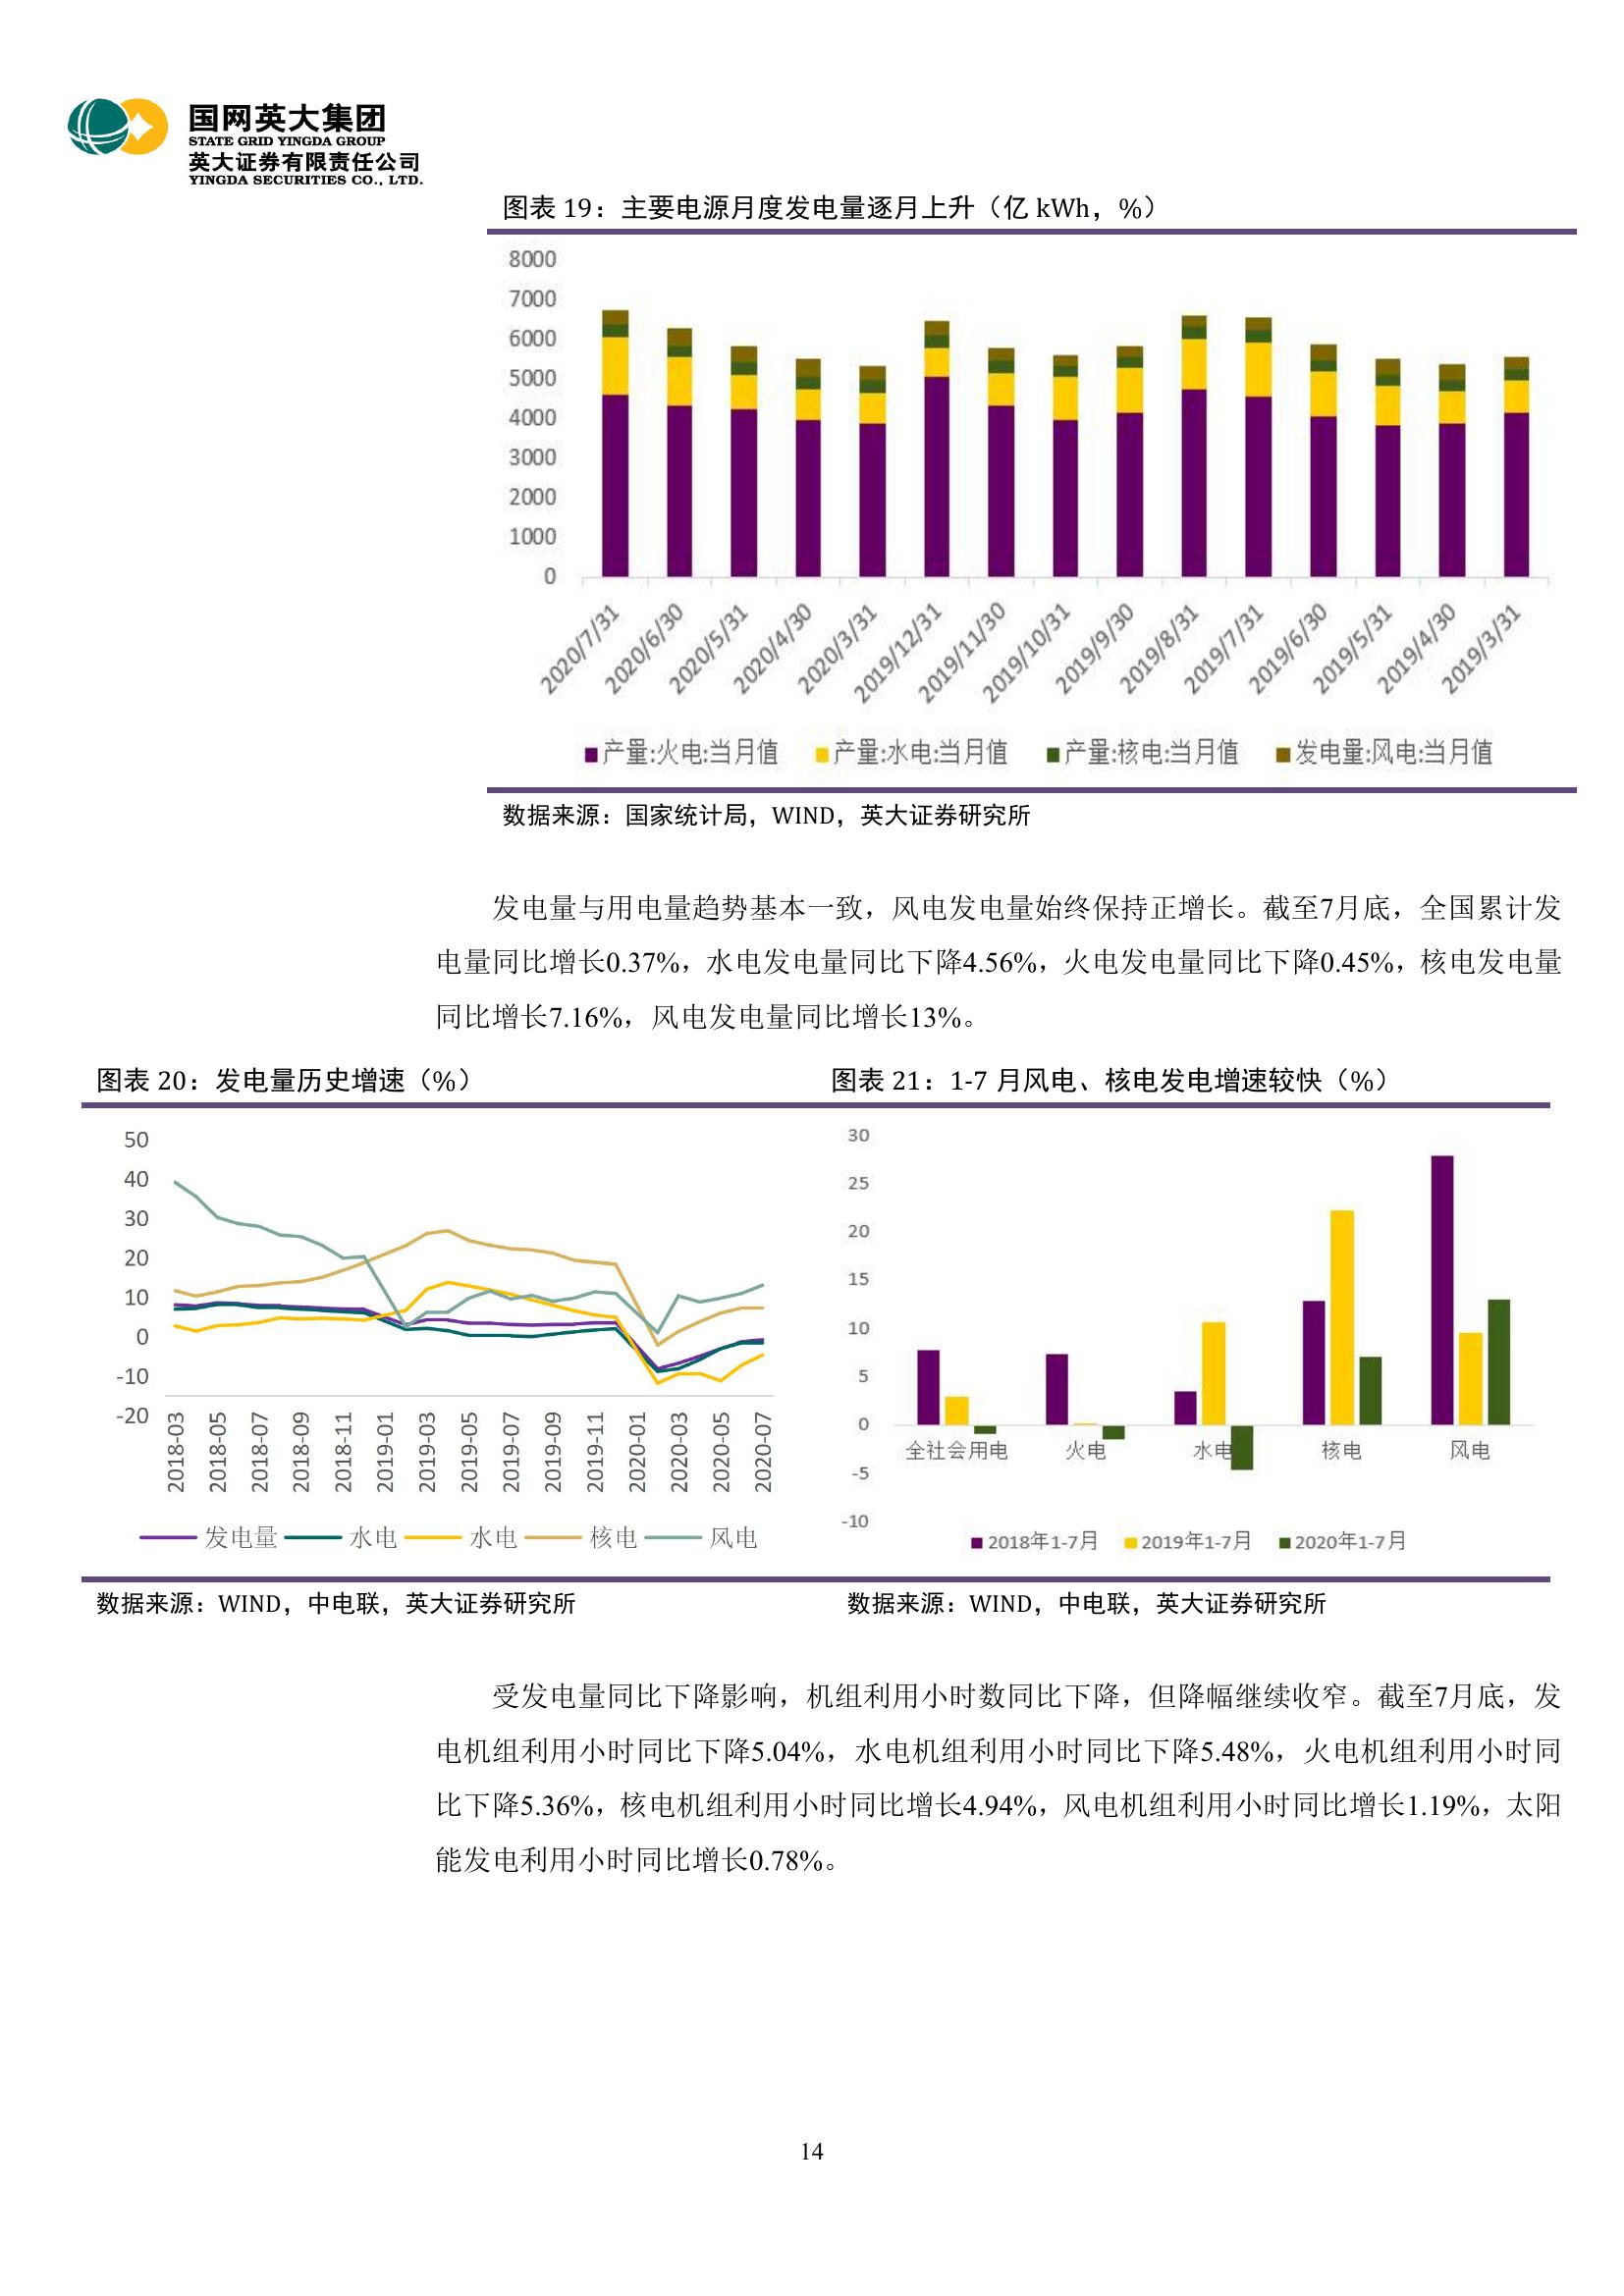 国网英大集团
STATE GRID YINGDA GROUP
英大证券有限责任公司
YINGDA SECURITIES CO., LTD.
图表 19：主要电源月度发电量逐月上升（亿 kWh，%）
8000
7000
6000
5000
4000
3000
2000
1000
0
2020/7/31 2020/6/30 2020/5/31 2020/4/30 2020/3/31 2019/12/31 2019/11/30 2019/10/31 2019/9/30 2019/8/31 2019/7/31 2019/6/30 2019/5/31 2019/4/30 2019/3/31
产量:火电:当月值 产量:水电:当月值 产量:核电:当月值 发电量:风电:当月值
数据来源：国家统计局，WIND，英大证券研究所
发电量与用电量趋势基本一致，风电发电量始终保持正增长。截至7月底，全国累计发
电量同比增长0.37%，水电发电量同比下降4.56%，火电发电量同比下降0.45%，核电发电量
同比增长7.16%，风电发电量同比增长13%。
图表 20：发电量历史增速（%）
50
40
30
20
10
0
-10
-20
2018-03 2018-05 2018-07 2018-09 2018-11 2019-01 2019-03 2019-05 2019-07 2019-09 2019-11 2020-01 2020-03 2020-05 2020-07
发电量 水电 水电 核电 风电
数据来源：WIND，中电联，英大证券研究所
图表 21：1-7 月风电、核电发电增速较快（%）
30
25
20
15
10
5
0
-5
-10
全社会用电 火电 水电 核电 风电
2018年1-7月 2019年1-7月 2020年1-7月
数据来源：WIND，中电联，英大证券研究所
受发电量同比下降影响，机组利用小时数同比下降，但降幅继续收窄。截至7月底，发
电机组利用小时同比下降5.04%，水电机组利用小时同比下降5.48%，火电机组利用小时同
比下降5.36%，核电机组利用小时同比增长4.94%，风电机组利用小时同比增长1.19%，太阳
能发电利用小时同比增长0.78%。
14